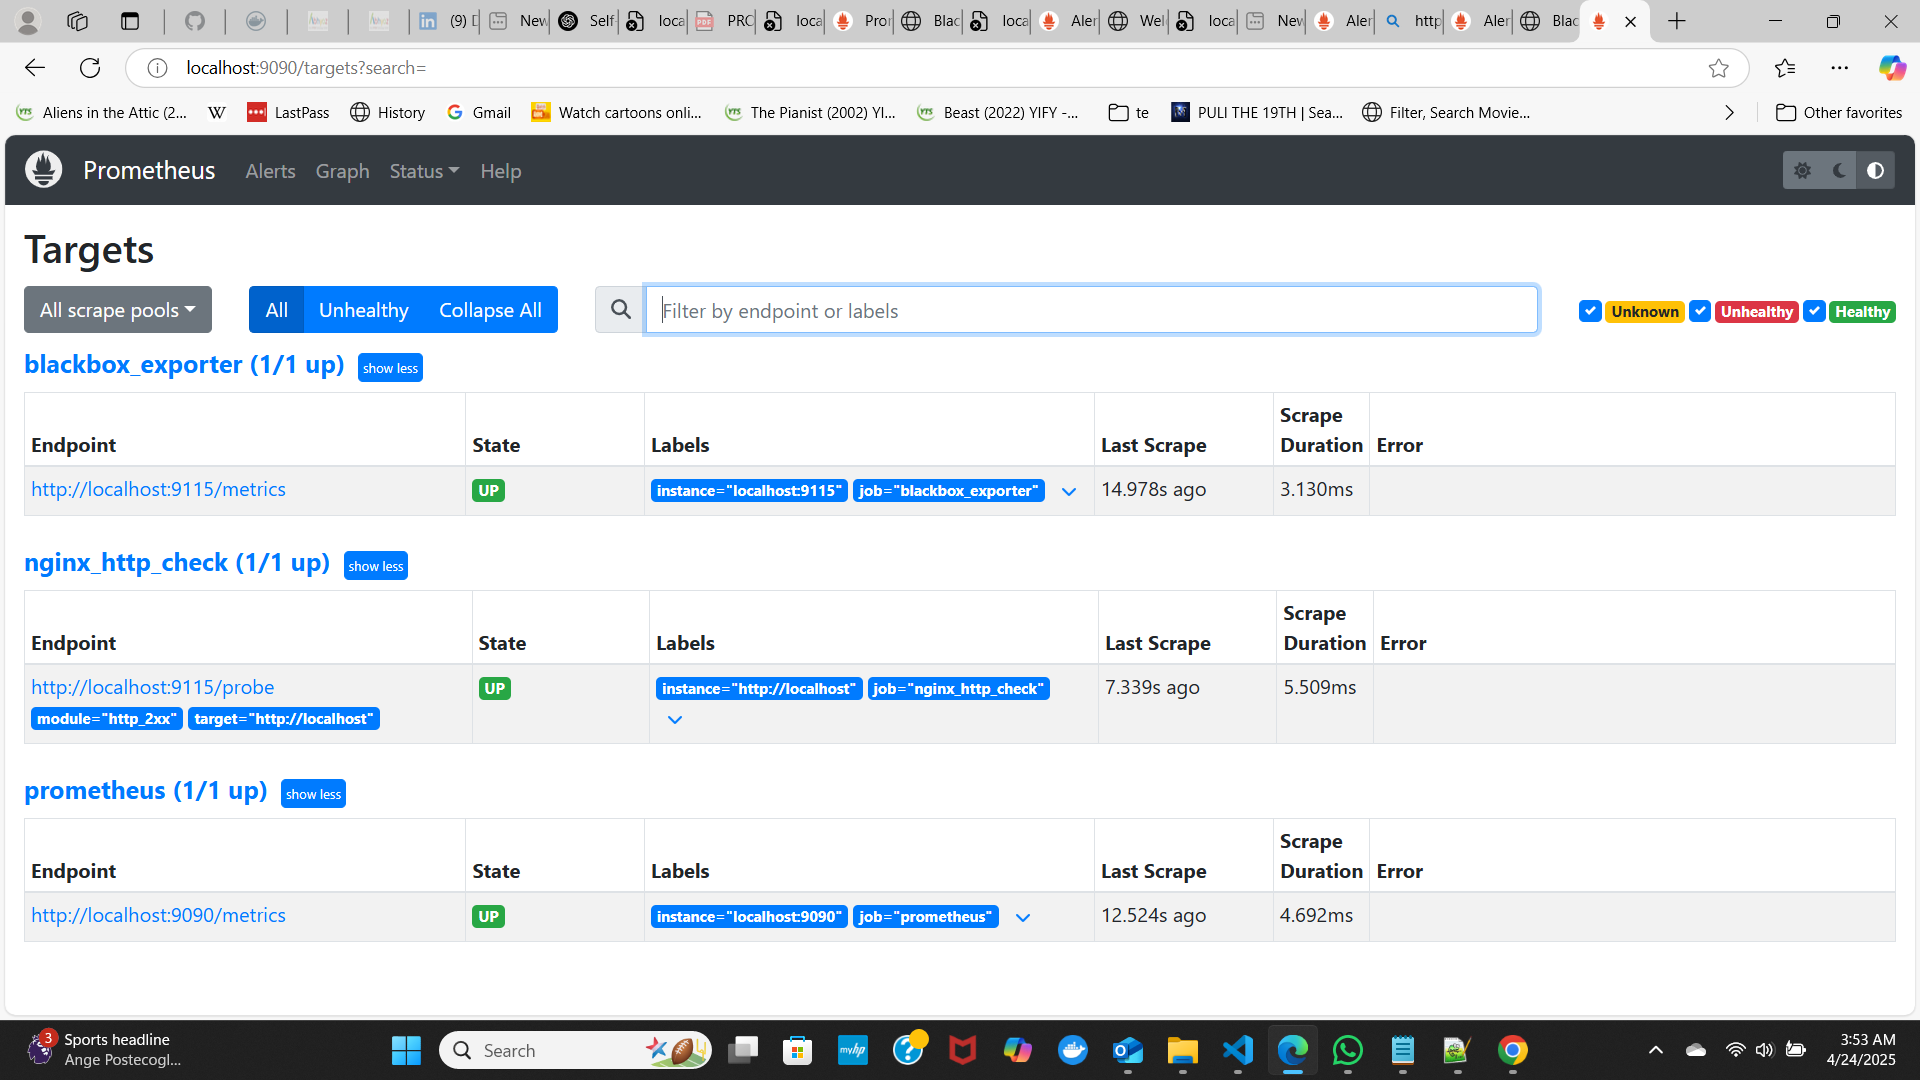 (9) D
New
Self-
loca
PRO
loca
Pror
Blac
loca
Aler
Wel
loca
New
Aler
http
Aler
Blac
localhost:9090/targets?search=
Aliens in the Attic (2...
W
LastPass
History
Gmail
Watch cartoons onli...
The Pianist (2002) YI...
Beast (2022) YIFY -...
te
PULI THE 19TH | Sea...
Filter, Search Movie...
Other favorites
Prometheus Alerts Graph Status Help
Targets
All scrape pools All Unhealthy Collapse All Filter by endpoint or labels Unknown Unhealthy Healthy
blackbox_exporter (1/1 up) show less
Endpoint State Labels Last Scrape Scrape Duration Error
http://localhost:9115/metrics UP instance="localhost:9115" job="blackbox_exporter" 14.978s ago 3.130ms
nginx_http_check (1/1 up) show less
Endpoint State Labels Last Scrape Scrape Duration Error
http://localhost:9115/probe UP instance="http://localhost" job="nginx_http_check" 7.339s ago 5.509ms
module="http_2xx" target="http://localhost"
prometheus (1/1 up) show less
Endpoint State Labels Last Scrape Scrape Duration Error
http://localhost:9090/metrics UP instance="localhost:9090" job="prometheus" 12.524s ago 4.692ms
3
Sports headline
Ange Postecogl...
Search
myhp
3:53 AM
4/24/2025